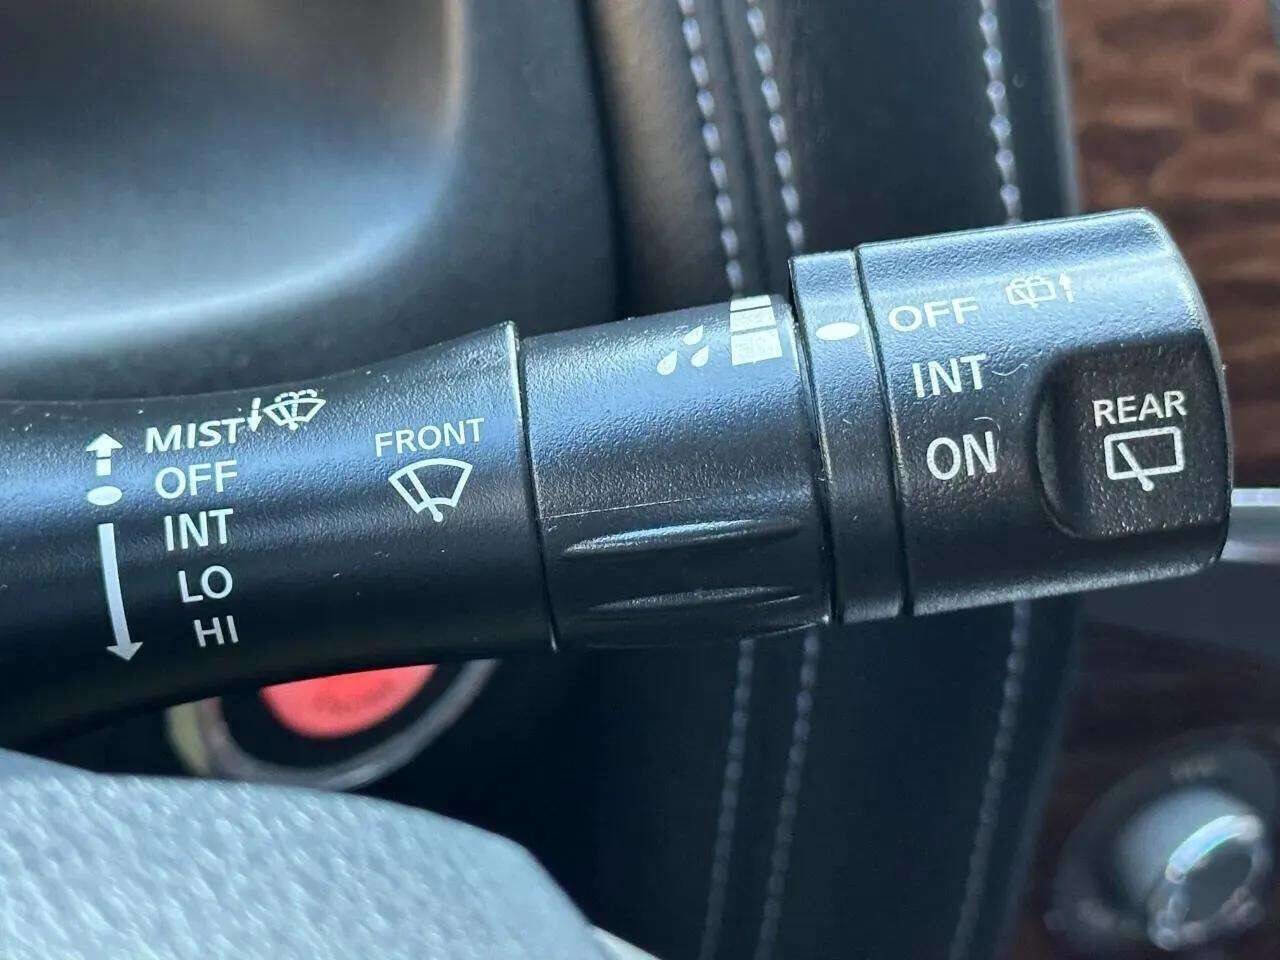 MIST
OFF
INT
LO
HI
FRONT
OFF
INT
ON
REAR